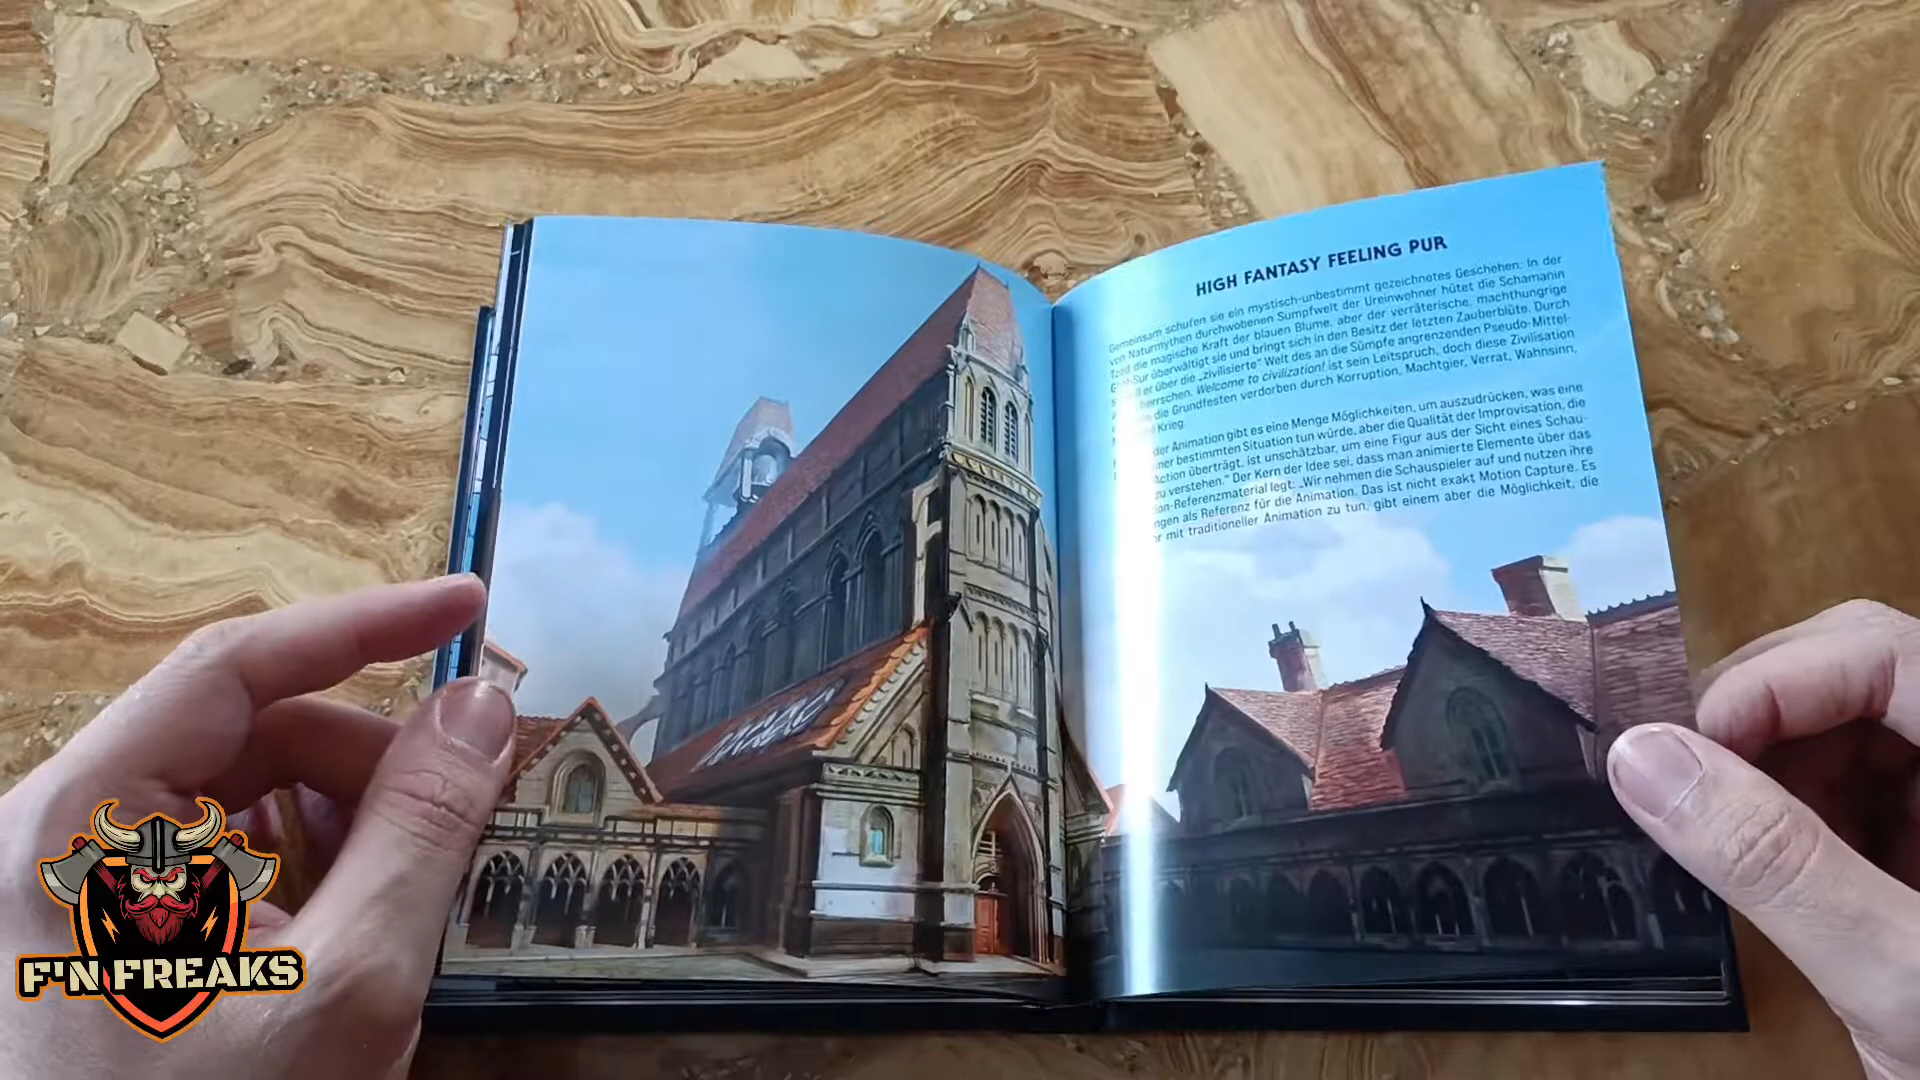 HIGH FANTASY FEELING PUR
Gemeinsam schufen sie ein mystisch-unbestimmt gezeichnetes Geschehen: In der
von Naturmythen durchwobenen Sumpfwelt der Ureinwohner hütet die Schamanin
Tzod die magische Kraft der blauen Blume, aber der verräterische, machthungrige
überwältigt sie und bringt sich in den Besitz der letzten Zauberblüte. Durch
er über die „zivilisierte" Welt des an die Sümpfe angrenzenden Pseudo-Mittel-
herrschen. Welcome to civilization! ist sein Leitspruch, doch diese Zivilisation
die Grundfesten verdorben durch Korruption, Machtgier, Verrat, Wahnsinn,
Krieg.
der Animation gibt es eine Menge Möglichkeiten, um auszudrücken, was eine
bestimmten Situation tun würde, aber die Qualität der Improvisation, die
überträgt, ist unschätzbar, um eine Figur aus der Sicht eines Schau-
zu verstehen." Der Kern der Idee sei, dass man animierte Elemente über das
-Referenzmaterial legt: „Wir nehmen die Schauspieler auf und nutzen ihre
als Referenz für die Animation. Das ist nicht exakt Motion Capture. Es
mit traditioneller Animation zu tun, gibt einem aber die Möglichkeit, die
F'N FREAKS